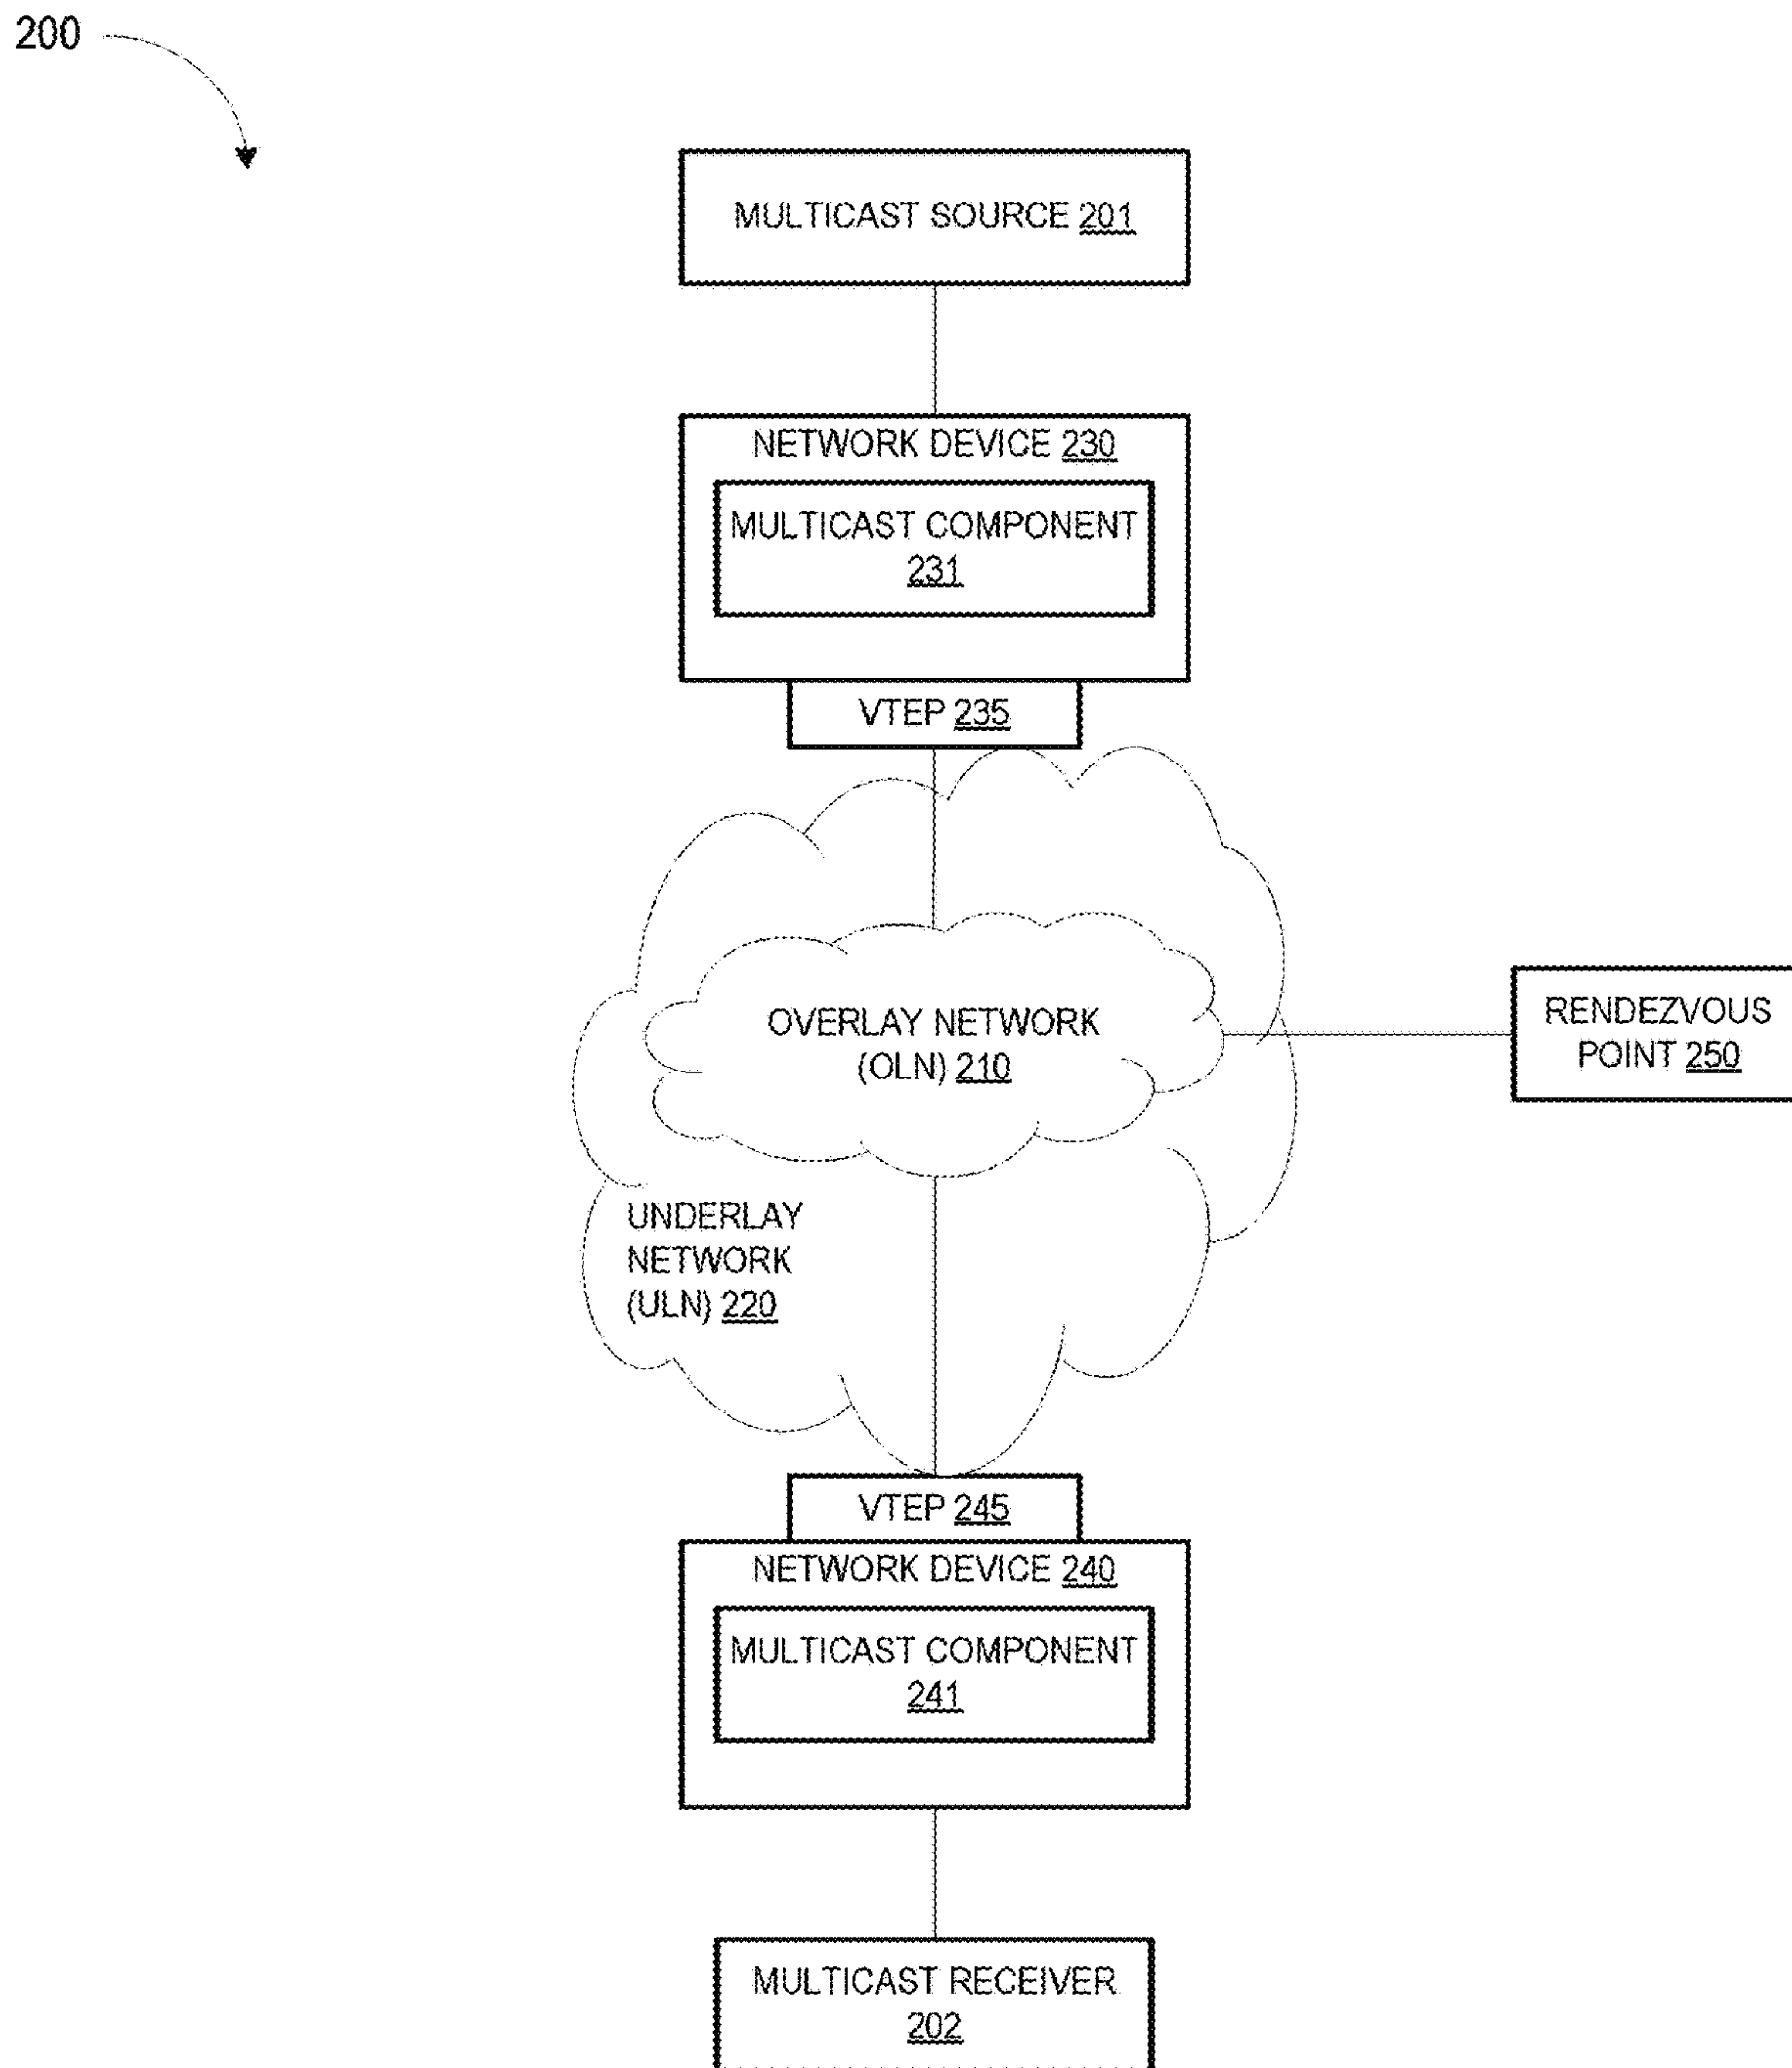 200
MULTICAST SOURCE 201
NETWORK DEVICE 230
MULTICAST COMPONENT
231
VTEP 235
OVERLAY NETWORK
(OLN) 210
RENDEZVOUS
POINT 250
UNDERLAY
NETWORK
(ULN) 220
VTEP 245
NETWORK DEVICE 240
MULTICAST COMPONENT
241
MULTICAST RECEIVER
202